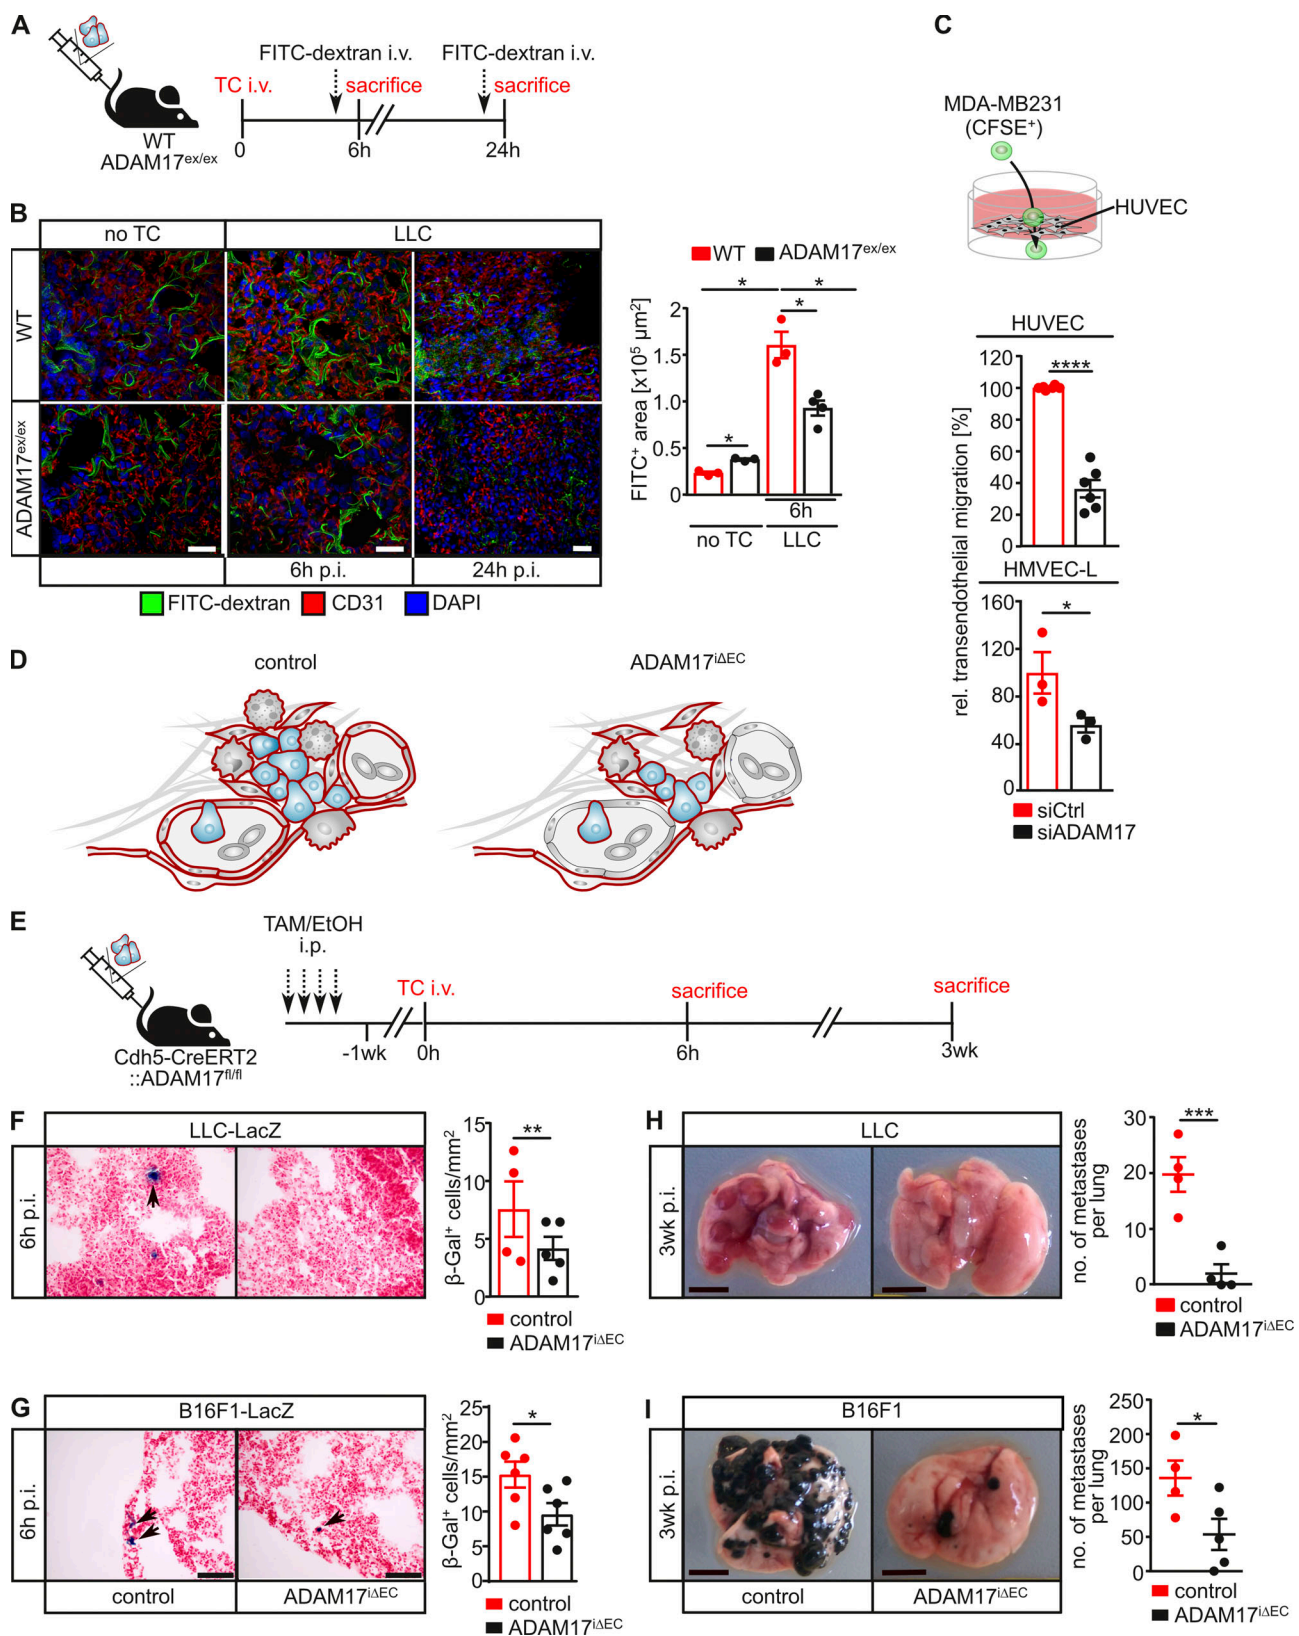 A
FITC-dextran i.v.
FITC-dextran i.v.
TC i.v.
sacrifice
sacrifice
WT
ADAM17ex/ex
0
6h
24h
B
no TC
LLC
WT
ADAM17ex/ex
6h p.i.
24h p.i.
FITC-dextran
CD31
DAPI
WT
ADAM17ex/ex
*
*
*
*
FITC+ area [x10⁵ µm²]
2
1.5
1.0
0.5
0
6h
no TC
LLC
C
MDA-MB231
(CFSE+)
HUVEC
HUVEC
rel. transendothelial migration [%]
120
100
80
60
40
20
0
****
HMVEC-L
160
120
80
40
0
*
siCtrl
siADAM17
D
control
ADAM17iΔEC
E
TAM/EtOH
i.p.
TC i.v.
sacrifice
sacrifice
-1wk
0h
6h
3wk
Cdh5-CreERT2
::ADAM17fl/fl
F
LLC-LacZ
6h p.i.
β-Gal+ cells/mm²
15
10
5
0
**
control
ADAM17iΔEC
H
LLC
3wk p.i.
no. of metastases
per lung
30
20
10
0
***
control
ADAM17iΔEC
G
B16F1-LacZ
6h p.i.
control
ADAM17iΔEC
β-Gal+ cells/mm²
25
20
15
10
5
0
*
control
ADAM17iΔEC
I
B16F1
3wk p.i.
control
ADAM17iΔEC
no. of metastases
per lung
250
200
150
100
50
0
*
control
ADAM17iΔEC